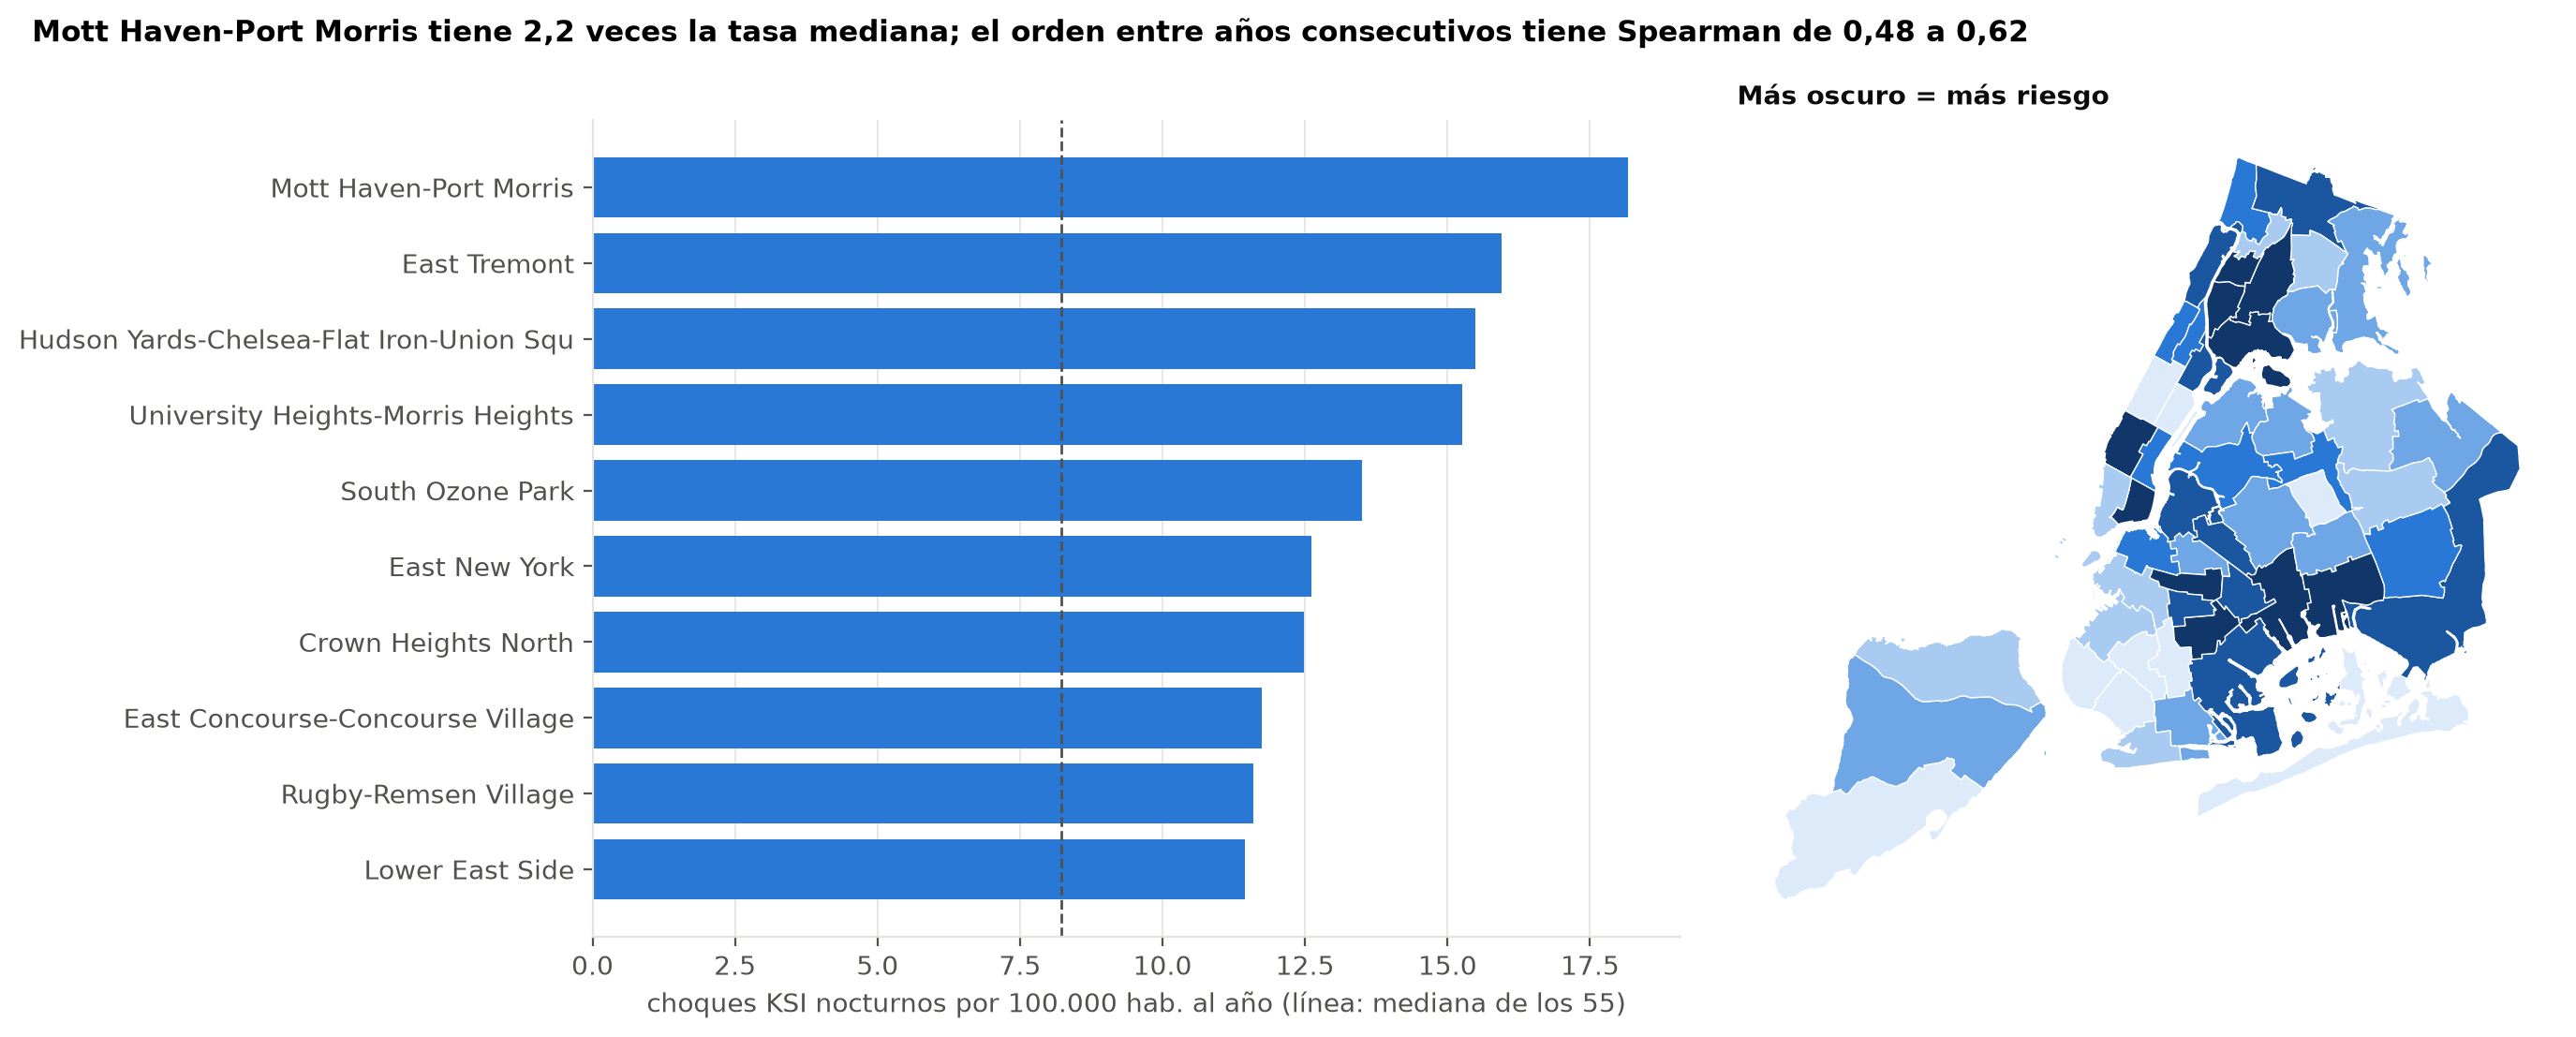 Mott Haven-Port Morris tiene 2,2 veces la tasa mediana; el orden entre años consecutivos tiene Spearman de 0,48 a 0,62
Más oscuro = más riesgo
Mott Haven-Port Morris
East Tremont
Hudson Yards-Chelsea-Flat Iron-Union Squ
University Heights-Morris Heights
South Ozone Park
East New York
Crown Heights North
East Concourse-Concourse Village
Rugby-Remsen Village
Lower East Side
0.0 2.5 5.0 7.5 10.0 12.5 15.0 17.5
choques KSI nocturnos por 100.000 hab. al año (línea: mediana de los 55)